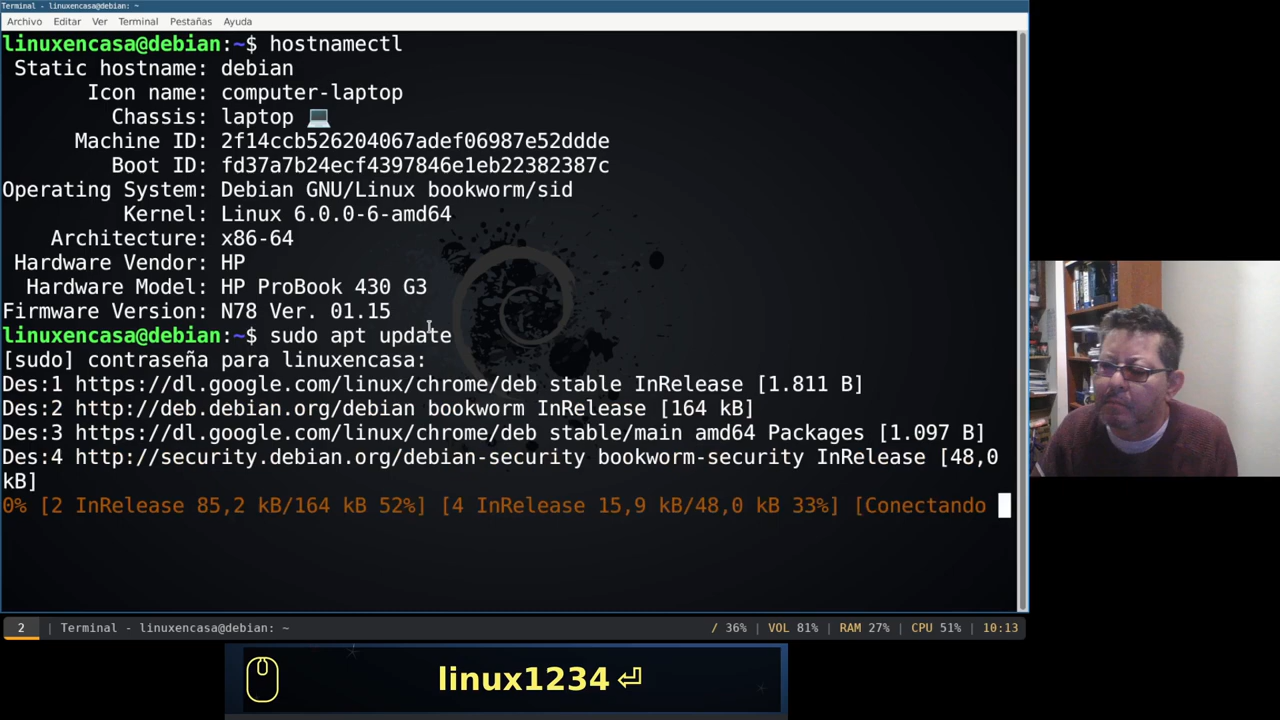 Terminal - linuxencasa@debian: ~
Archivo Editar Ver Terminal Pestañas Ayuda
linuxencasa@debian:~$ hostnamectl
Static hostname: debian
Icon name: computer-laptop
Chassis: laptop 💻
Machine ID: 2f14ccb526204067adef06987e52ddde
Boot ID: fd37a7b24ecf4397846e1eb22382387c
Operating System: Debian GNU/Linux bookworm/sid
Kernel: Linux 6.0.0-6-amd64
Architecture: x86-64
Hardware Vendor: HP
Hardware Model: HP ProBook 430 G3
Firmware Version: N78 Ver. 01.15
linuxencasa@debian:~$ sudo apt update
[sudo] contraseña para linuxencasa:
Des:1 https://dl.google.com/linux/chrome/deb stable InRelease [1.811 B]
Des:2 http://deb.debian.org/debian bookworm InRelease [164 kB]
Des:3 https://dl.google.com/linux/chrome/deb stable/main amd64 Packages [1.097 B]
Des:4 http://security.debian.org/debian-security bookworm-security InRelease [48,0
kB]
0% [2 InRelease 85,2 kB/164 kB 52%] [4 InRelease 15,9 kB/48,0 kB 33%] [Conectando
2 | Terminal - linuxencasa@debian: ~ / 36% | VOL 81% | RAM 27% | CPU 51% | 10:13
linux1234⏎